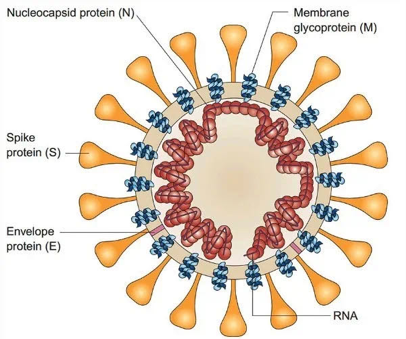 Nucleocapsid protein (N)
Membrane
glycoprotein (M)
Spike
protein (S)
Envelope
protein (E)
RNA